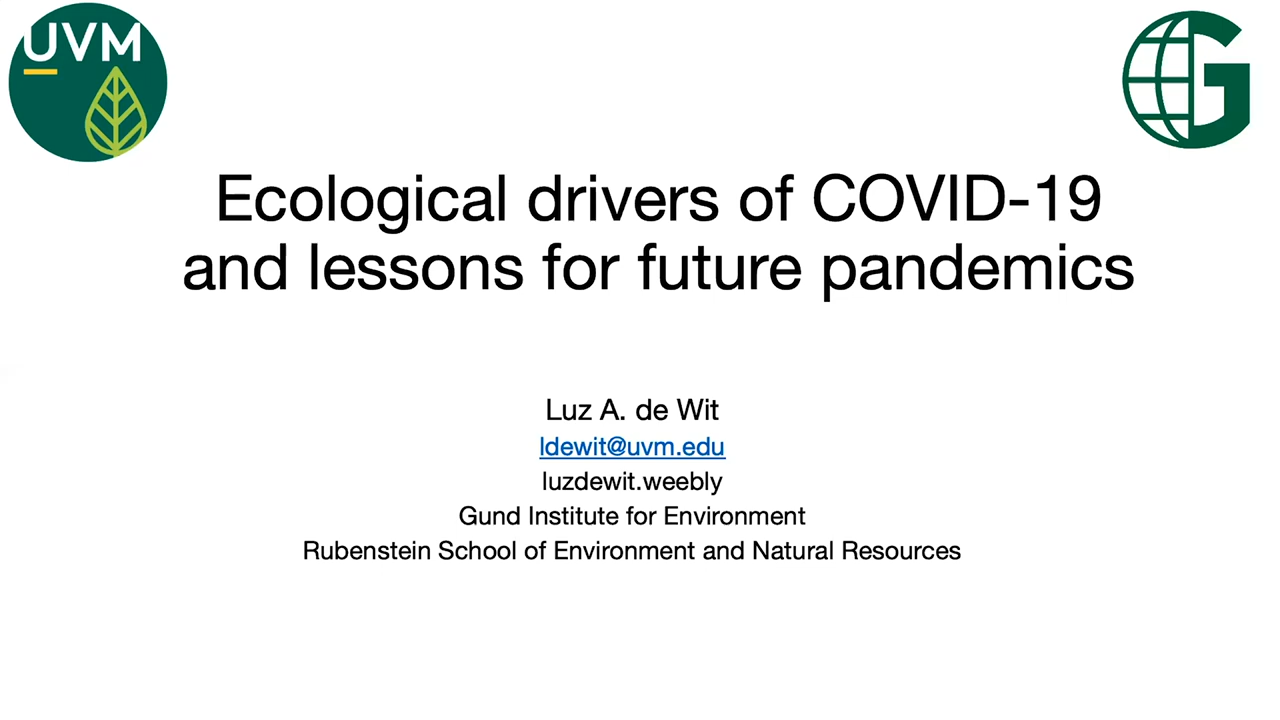 UVM
G
Ecological drivers of COVID-19
and lessons for future pandemics
Luz A. de Wit
ldewit@uvm.edu
luzdewit.weebly
Gund Institute for Environment
Rubenstein School of Environment and Natural Resources